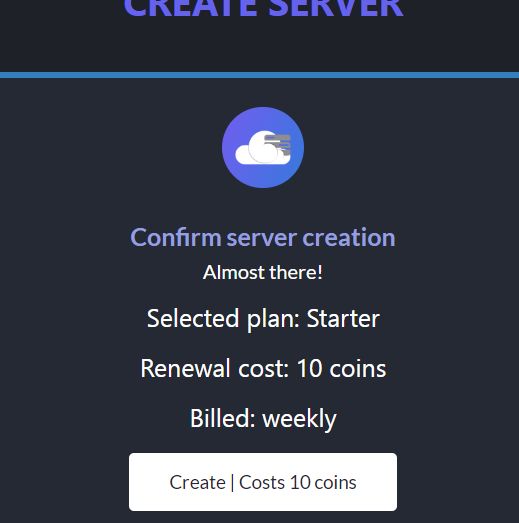 CREATE SERVER
Confirm server creation
Almost there!
Selected plan: Starter
Renewal cost: 10 coins
Billed: weekly
Create | Costs 10 coins